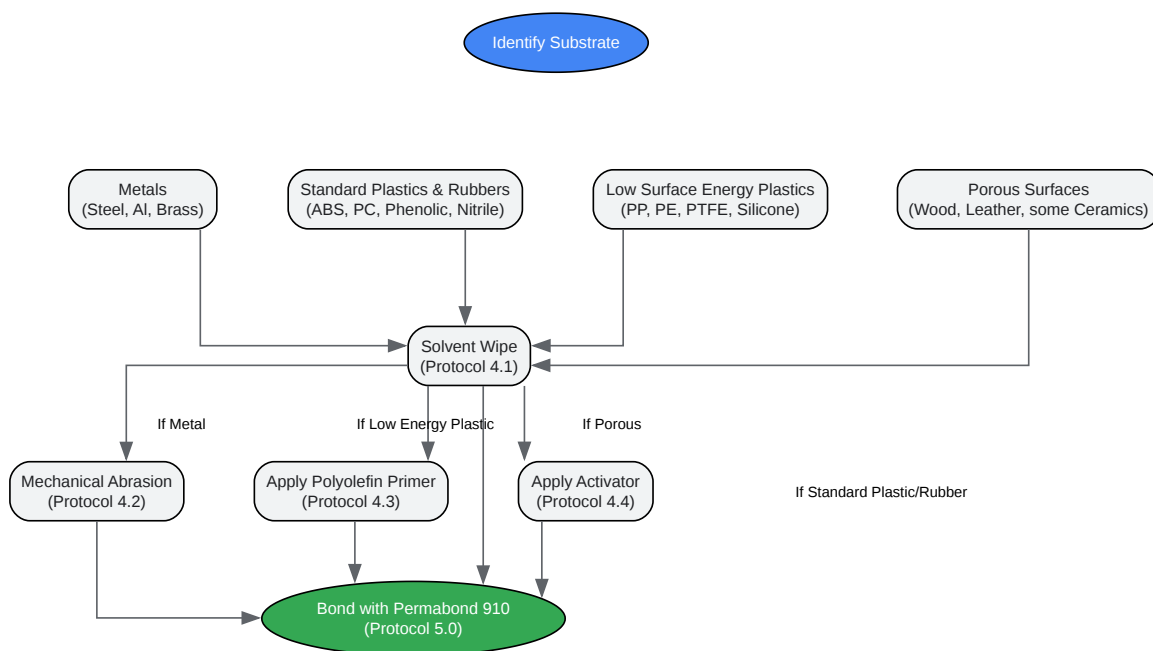 Identify Substrate
Metals
(Steel, Al, Brass)
Standard Plastics & Rubbers
(ABS, PC, Phenolic, Nitrile)
Low Surface Energy Plastics
(PP, PE, PTFE, Silicone)
Porous Surfaces
(Wood, Leather, some Ceramics)
Solvent Wipe
(Protocol 4.1)
If Metal
If Low Energy Plastic
If Porous
Mechanical Abrasion
(Protocol 4.2)
Apply Polyolefin Primer
(Protocol 4.3)
Apply Activator
(Protocol 4.4)
If Standard Plastic/Rubber
Bond with Permabond 910
(Protocol 5.0)